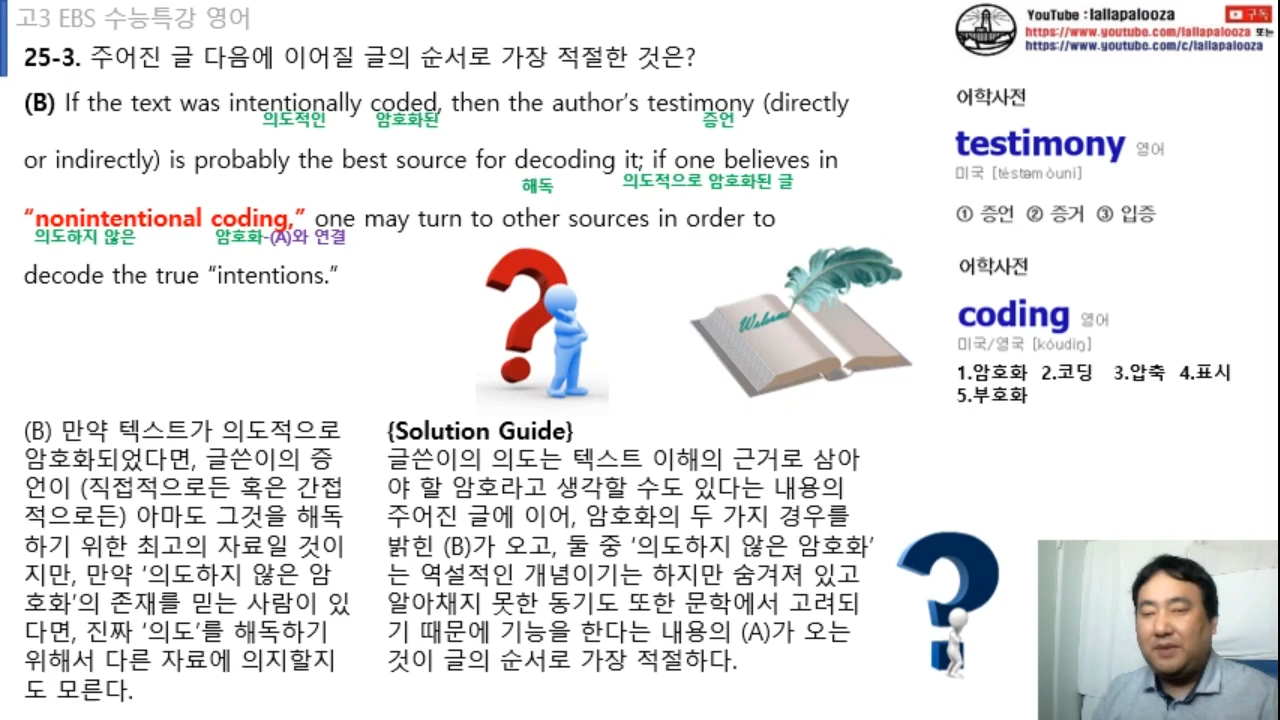 고3 EBS 수능특강 영어
25-3. 주어진 글 다음에 이어질 글의 순서로 가장 적절한 것은?
(B) If the text was intentionally coded, then the author's testimony (directly
의도적인 암호화된 증언
or indirectly) is probably the best source for decoding it; if one believes in
해독 의도적으로 암호화된 글
“nonintentional coding,” one may turn to other sources in order to
의도하지 않은 암호화-(A)와 연결
decode the true “intentions.”
Welcome
(B) 만약 텍스트가 의도적으로
암호화되었다면, 글쓴이의 증
언이 (직접적으로든 혹은 간접
적으로든) 아마도 그것을 해독
하기 위한 최고의 자료일 것이
지만, 만약 ‘의도하지 않은 암
호화’의 존재를 믿는 사람이 있
다면, 진짜 ‘의도’를 해독하기
위해서 다른 자료에 의지할지
도 모른다.
{Solution Guide}
글쓴이의 의도는 텍스트 이해의 근거로 삼아
야 할 암호라고 생각할 수도 있다는 내용의
주어진 글에 이어, 암호화의 두 가지 경우를
밝힌 (B)가 오고, 둘 중 ‘의도하지 않은 암호화’
는 역설적인 개념이기는 하지만 숨겨져 있고
알아채지 못한 동기도 또한 문학에서 고려되
기 때문에 기능을 한다는 내용의 (A)가 오는
것이 글의 순서로 가장 적절하다.
YouTube : lallapalooza 구독
https://www.youtube.com/lallapalooza 또는
https://www.youtube.com/c/lallapalooza
어학사전
testimony 영어
미국 [téstəmòuni]
① 증언 ② 증거 ③ 입증
어학사전
coding 영어
미국/영국 [kóudiŋ]
1.암호화 2.코딩 3.압축 4.표시
5.부호화